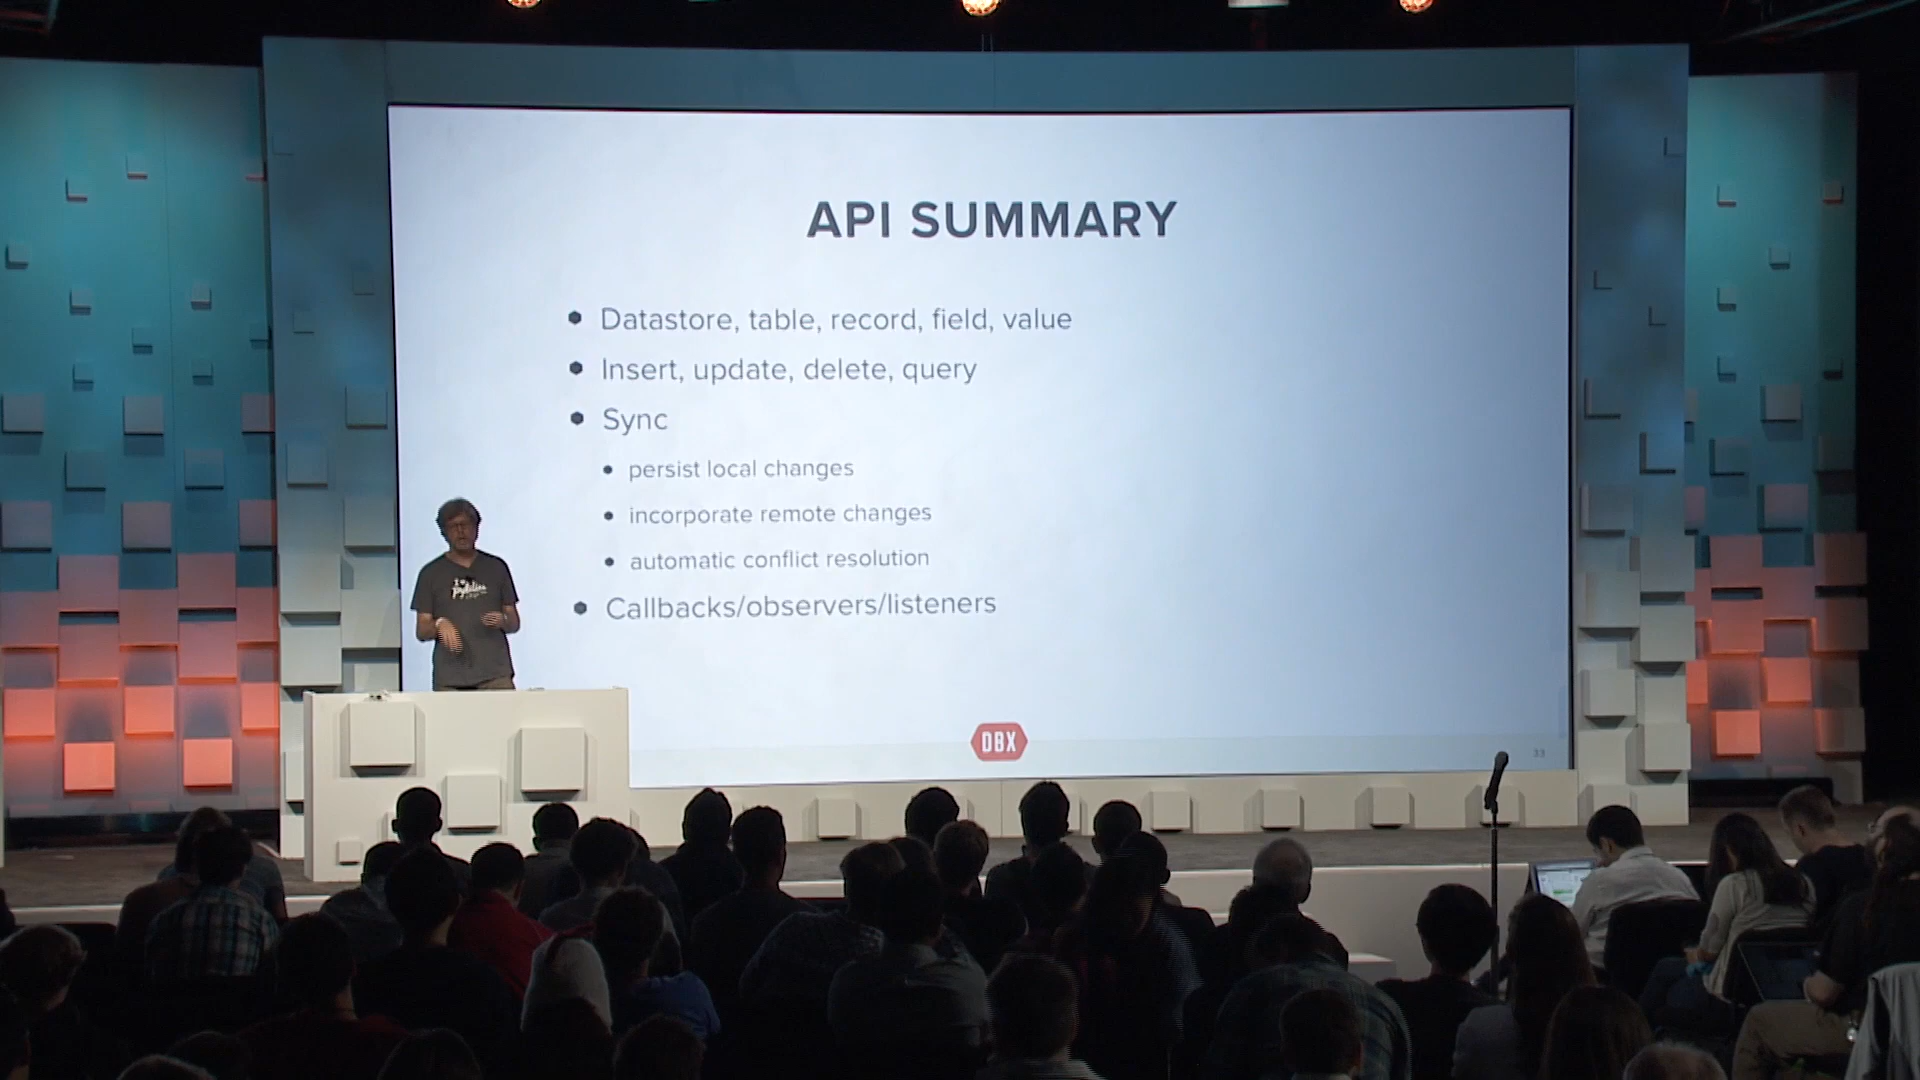 API SUMMARY
Datastore, table, record, field, value
Insert, update, delete, query
Sync
persist local changes
incorporate remote changes
automatic conflict resolution
Callbacks/observers/listeners
DBX
33